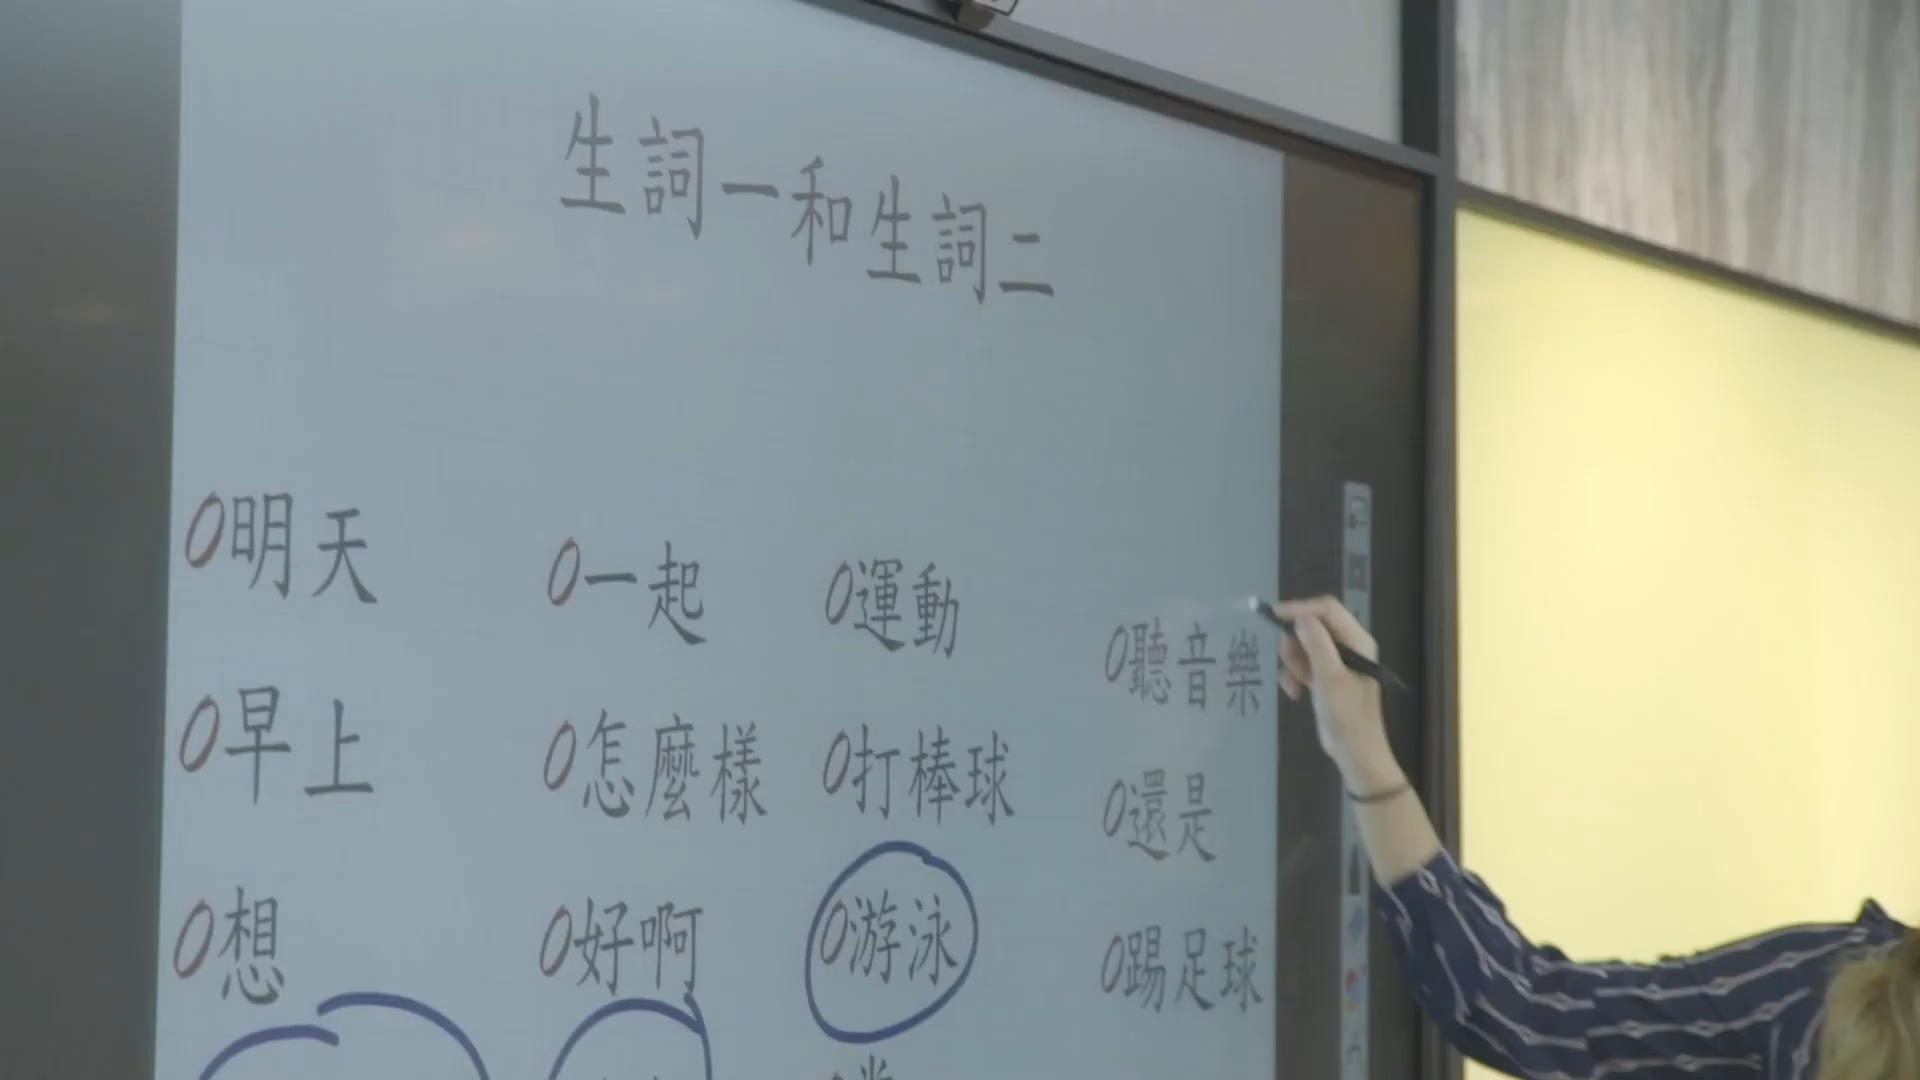 生詞一和生詞二
明天
早上
想
一起
怎麼樣
好啊
運動
打棒球
游泳
聽音樂
還是
踢足球